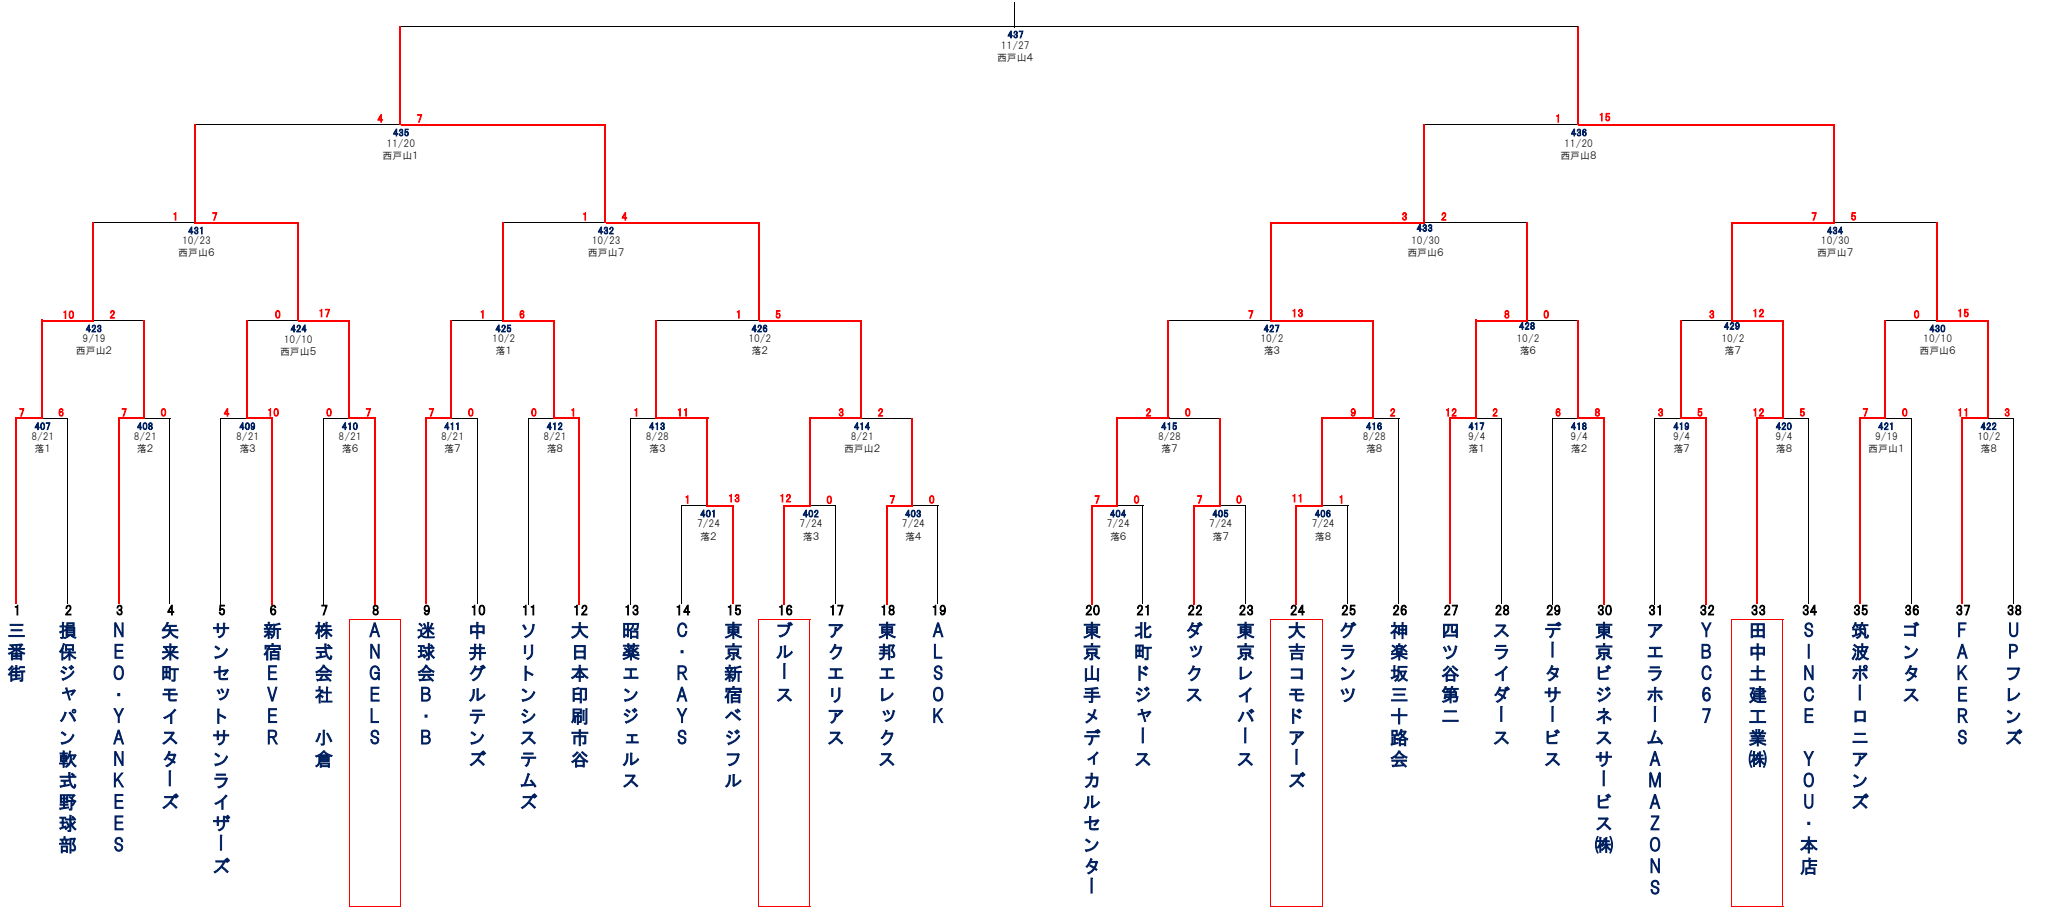 437
11/27
西戸山4
4 7
435
11/20
西戸山1
1 15
436
11/20
西戸山8
1 7
431
10/23
西戸山6
1 4
432
10/23
西戸山7
3 2
433
10/30
西戸山6
7 5
434
10/30
西戸山7
10 2
423
9/19
西戸山2
0 17
424
10/10
西戸山5
1 6
425
10/2
落1
1 5
426
10/2
落2
7 13
427
10/2
落3
8 0
428
10/2
落6
3 12
429
10/2
落7
0 15
430
10/10
西戸山6
7 6
407
8/21
落1
7 0
408
8/21
落2
4 10
409
8/21
落3
0 7
410
8/21
落6
7 0
411
8/21
落7
0 1
412
8/21
落8
1 11
413
8/28
落3
3 2
414
8/21
西戸山2
2 0
415
8/28
落7
9 2
416
8/28
落8
12 2
417
9/4
落1
6 8
418
9/4
落2
3 5
419
9/4
落7
12 5
420
9/4
落8
7 0
421
9/19
西戸山1
11 3
422
10/2
落8
1 13
401
7/24
落2
12 0
402
7/24
落3
7 0
403
7/24
落4
7 0
404
7/24
落6
7 0
405
7/24
落7
11 1
406
7/24
落8
1
三番街
2
損保ジャパン軟式野球部
3
NEO・YANKEES
4
矢来町モイスターズ
5
サンセットサンライザーズ
6
新宿EVER
7
株式会社 小倉
8
ANGELS
9
迷球会B・B
10
中井グルテンズ
11
ソリトンシステムズ
12
大日本印刷市谷
13
昭薬エンジェルス
14
C・RAYS
15
東京新宿ベジフル
16
ブルース
17
アクエリアス
18
東邦エレックス
19
ALSOK
20
東京山手メディカルセンター
21
北町ドジャース
22
ダックス
23
東京レイバース
24
大吉コモドアーズ
25
グランツ
26
神楽坂三十路会
27
四ツ谷第二
28
スライダース
29
データサービス
30
東京ビジネスサービス㈱
31
アエラホームAMAZONS
32
YBC67
33
田中土建工業㈱
34
SINCE YOU・本店
35
筑波ポーロニアンズ
36
ゴンタス
37
FAKERS
38
UPフレンズ